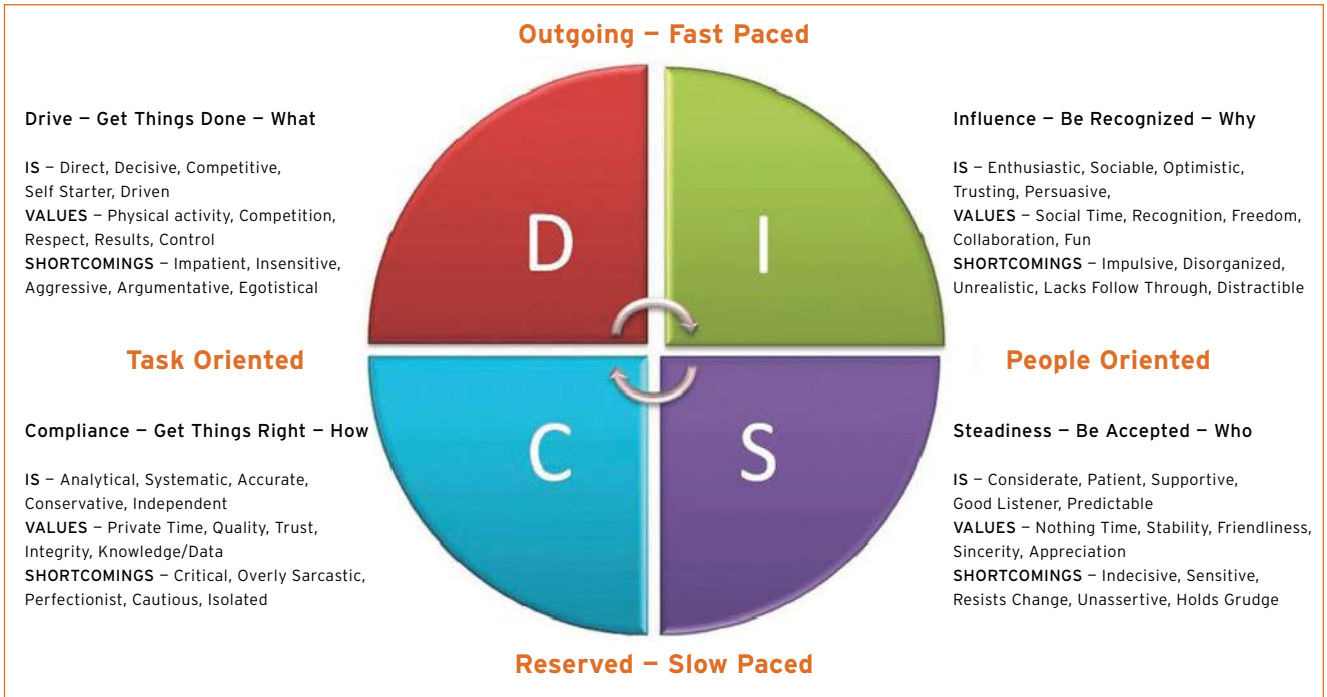 Outgoing – Fast Paced
Drive – Get Things Done – What
IS – Direct, Decisive, Competitive,
Self Starter, Driven
VALUES – Physical activity, Competition,
Respect, Results, Control
SHORTCOMINGS – Impatient, Insensitive,
Aggressive, Argumentative, Egotistical
D
I
Influence – Be Recognized – Why
IS – Enthusiastic, Sociable, Optimistic,
Trusting, Persuasive,
VALUES – Social Time, Recognition, Freedom,
Collaboration, Fun
SHORTCOMINGS – Impulsive, Disorganized,
Unrealistic, Lacks Follow Through, Distractible
Task Oriented
People Oriented
Compliance – Get Things Right – How
IS – Analytical, Systematic, Accurate,
Conservative, Independent
VALUES – Private Time, Quality, Trust,
Integrity, Knowledge/Data
SHORTCOMINGS – Critical, Overly Sarcastic,
Perfectionist, Cautious, Isolated
C
S
Steadiness – Be Accepted – Who
IS – Considerate, Patient, Supportive,
Good Listener, Predictable
VALUES – Nothing Time, Stability, Friendliness,
Sincerity, Appreciation
SHORTCOMINGS – Indecisive, Sensitive,
Resists Change, Unassertive, Holds Grudge
Reserved – Slow Paced